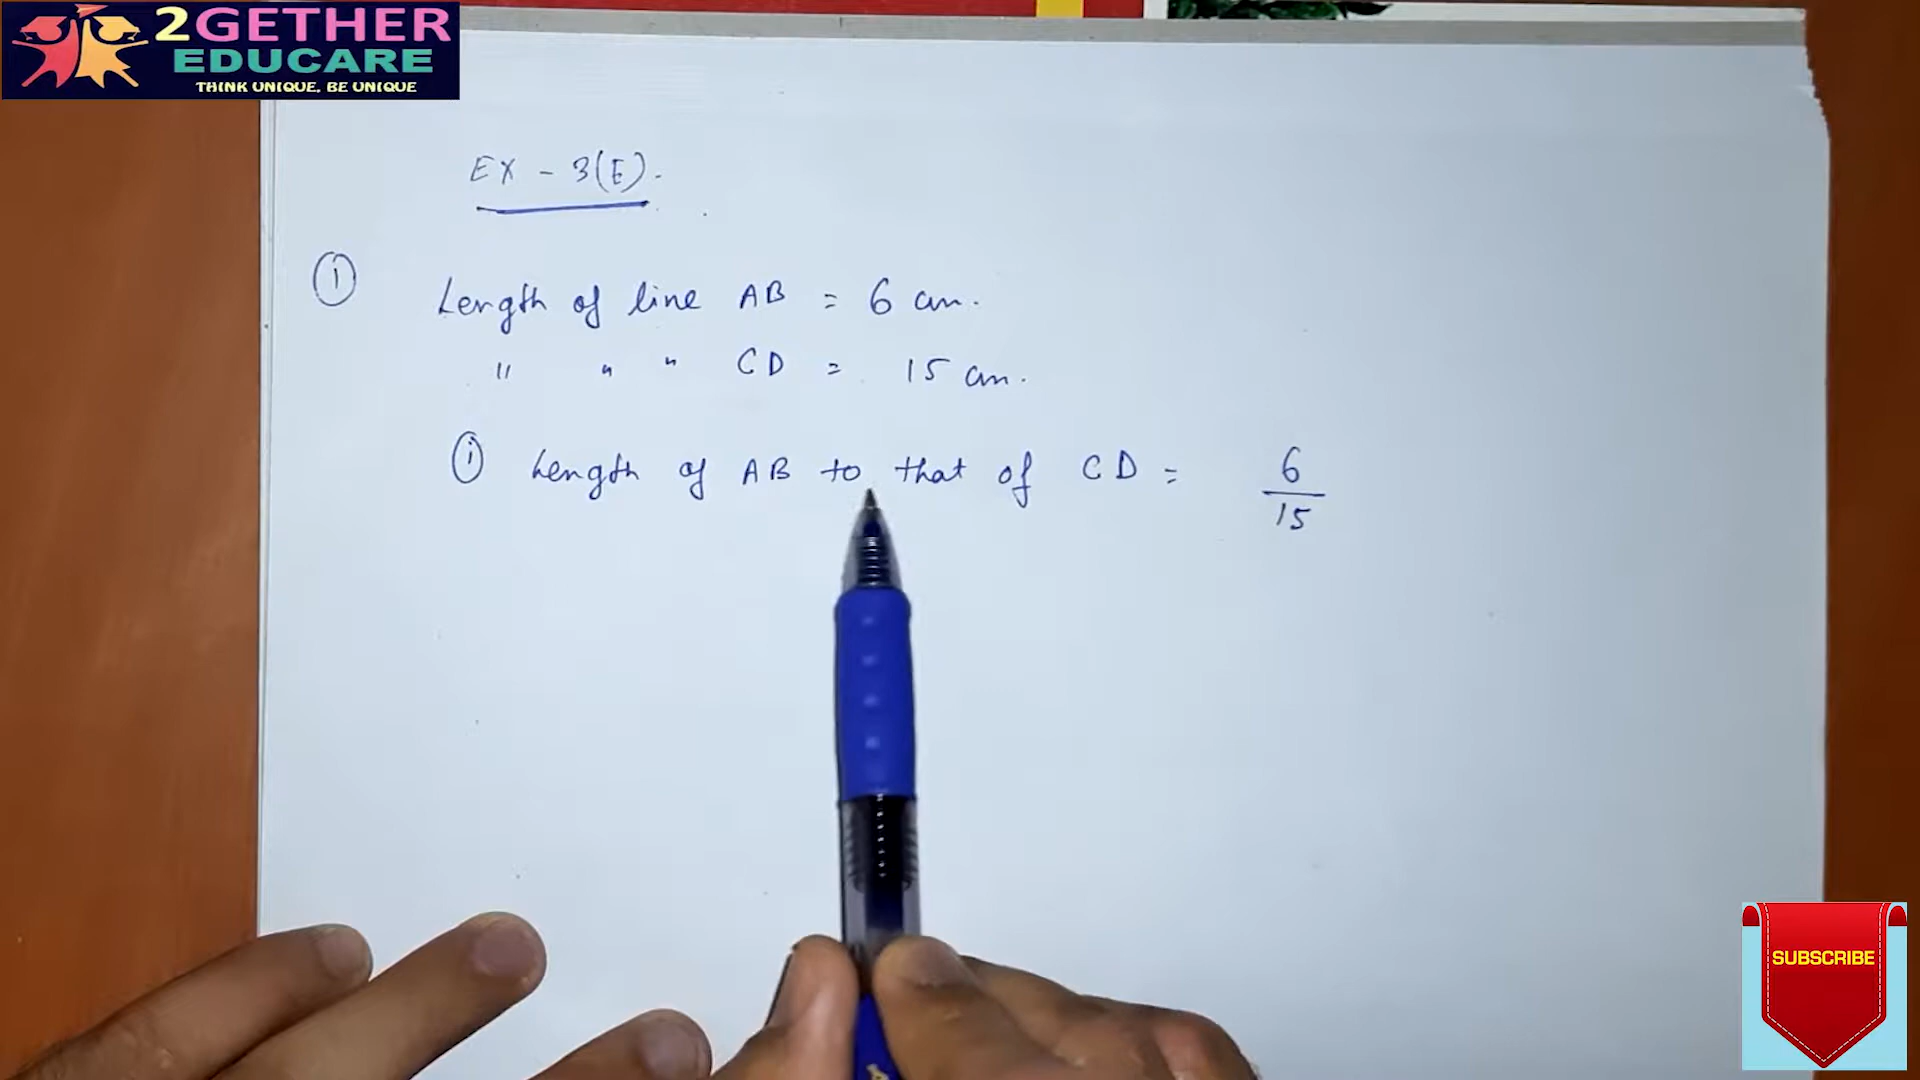 2GETHER
EDUCARE
THINK UNIQUE, BE UNIQUE
EX - 3(E).
① Length of line AB = 6 cm.
" " " CD = 15 cm.
(i) Length of AB to that of CD = 6/15
SUBSCRIBE